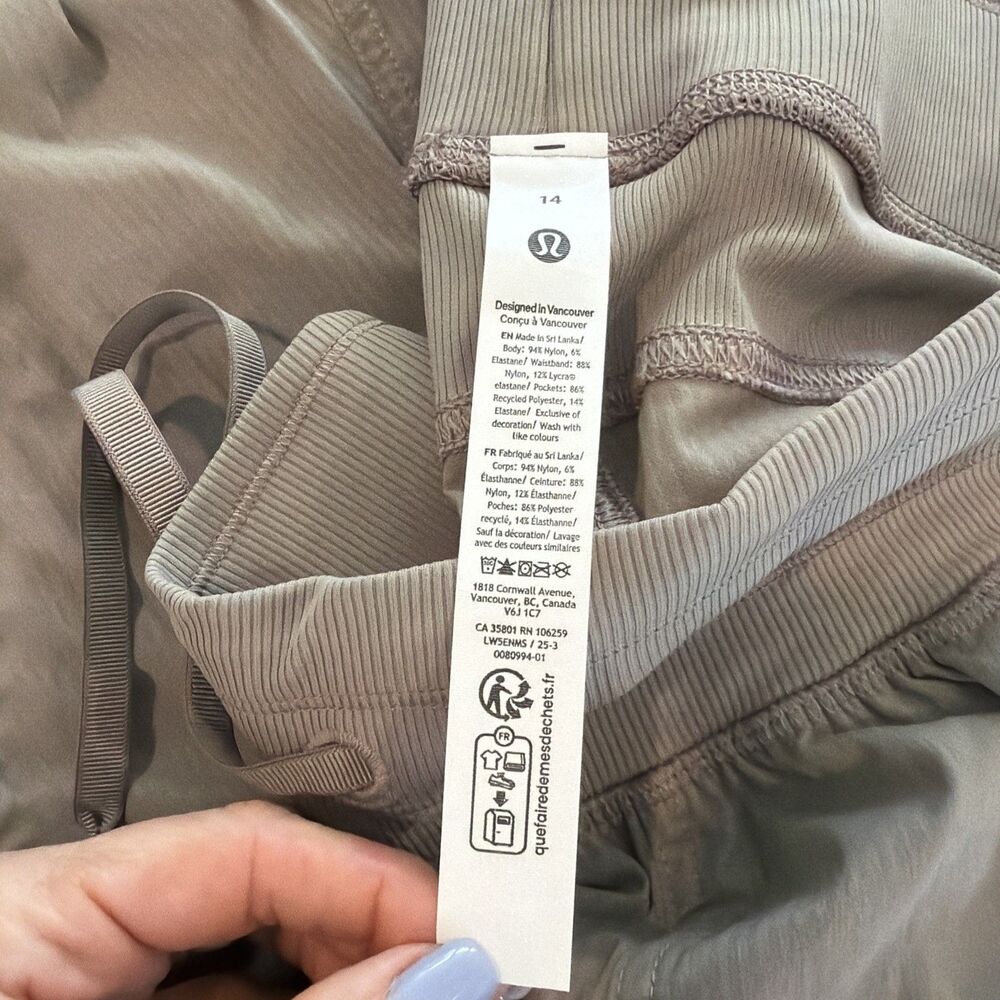 14
Designed in Vancouver
Conçu à Vancouver
EN Made in Sri Lanka/
Body: 94% Nylon, 6%
Elastane/ Waistband: 88%
Nylon, 12% Lycra®
elastane/ Pockets: 86%
Recycled Polyester, 14%
Elastane/ Exclusive of
decoration/ Wash with
like colours
FR Fabriqué au Sri Lanka/
Corps: 94% Nylon, 6%
Élasthanne/ Ceinture: 88%
Nylon, 12% Élasthanne/
Poches: 86% Polyester
recyclé, 14% Élasthanne/
Sauf la décoration/ Lavage
avec des couleurs similaires
1818 Cornwall Avenue,
Vancouver, BC, Canada
V6J 1C7
CA 35801 RN 106259
LW5ENMS / 25-3
0080994-01
FR
quefairedemesdechets.fr